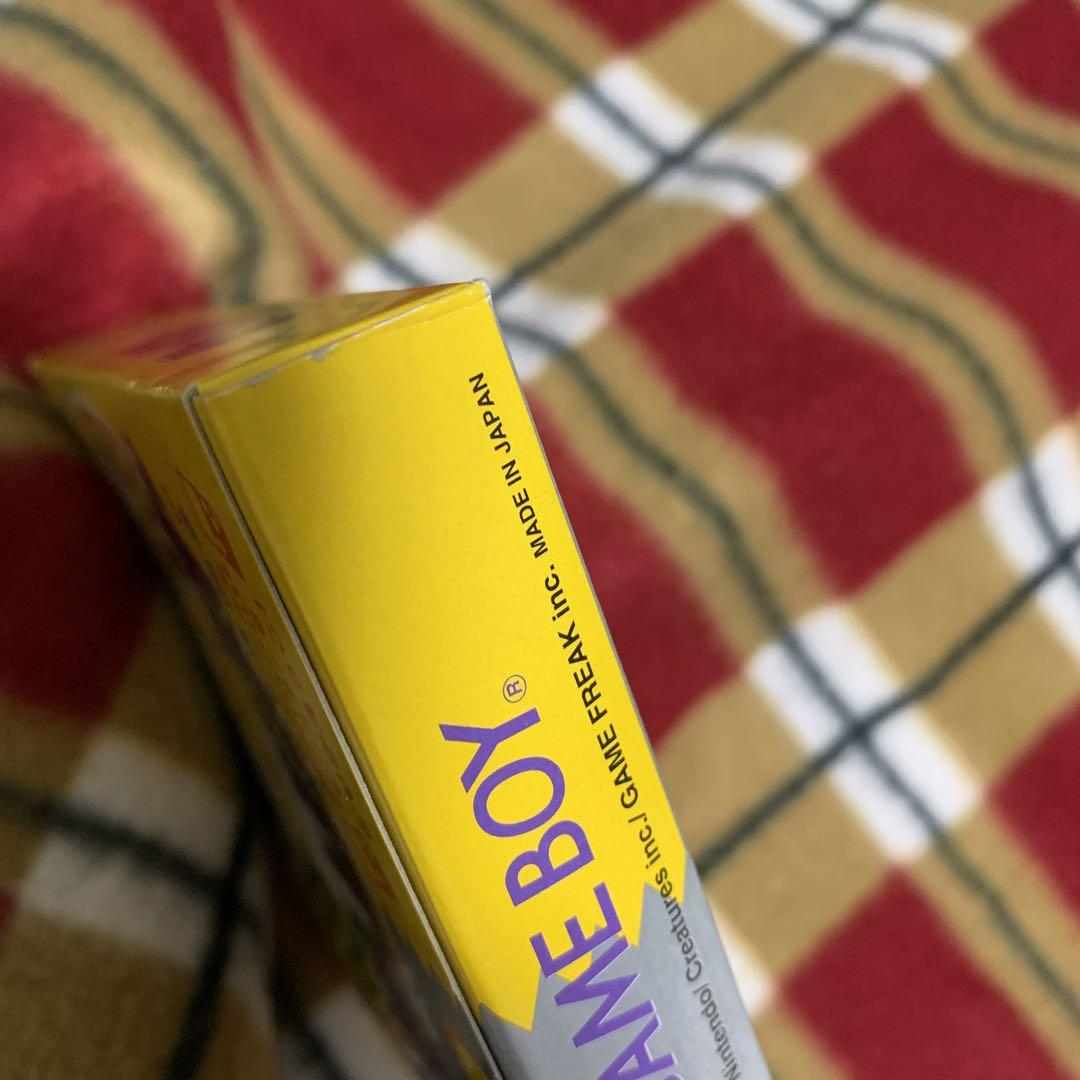 GAME BOY®
Nintendo/ Creatures inc./ GAME FREAK inc. MADE IN JAPAN